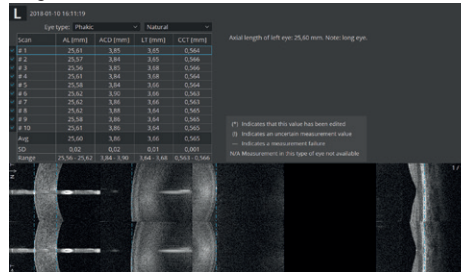 L 2018-01-10 16:11:19
Eye type: Phakic Natural
Scan AL [mm] ACD [mm] LT [mm] CCT [mm]
# 1 25,61 3,85 3,65 0,564
# 2 25,57 3,84 3,65 0,566
# 3 25,56 3,85 3,68 0,566
# 4 25,61 3,84 3,68 0,564
# 5 25,58 3,84 3,66 0,564
# 6 25,62 3,90 3,66 0,563
# 7 25,62 3,86 3,66 0,563
# 8 25,62 3,88 3,64 0,565
# 9 25,58 3,86 3,64 0,565
# 10 25,61 3,86 3,64 0,565
Avg 25,60 3,86 3,66 0,565
SD 0,02 0,02 0,01 0,001
Range 25,56 - 25,62 3,84 - 3,90 3,64 - 3,68 0,563 - 0,566
Axial length of left eye: 25,60 mm. Note: long eye.
(*) Indicates that this value has been edited
(!) Indicates an uncertain measurement value
--- Indicates a measurement failure
N/A Measurement in this type of eye not available